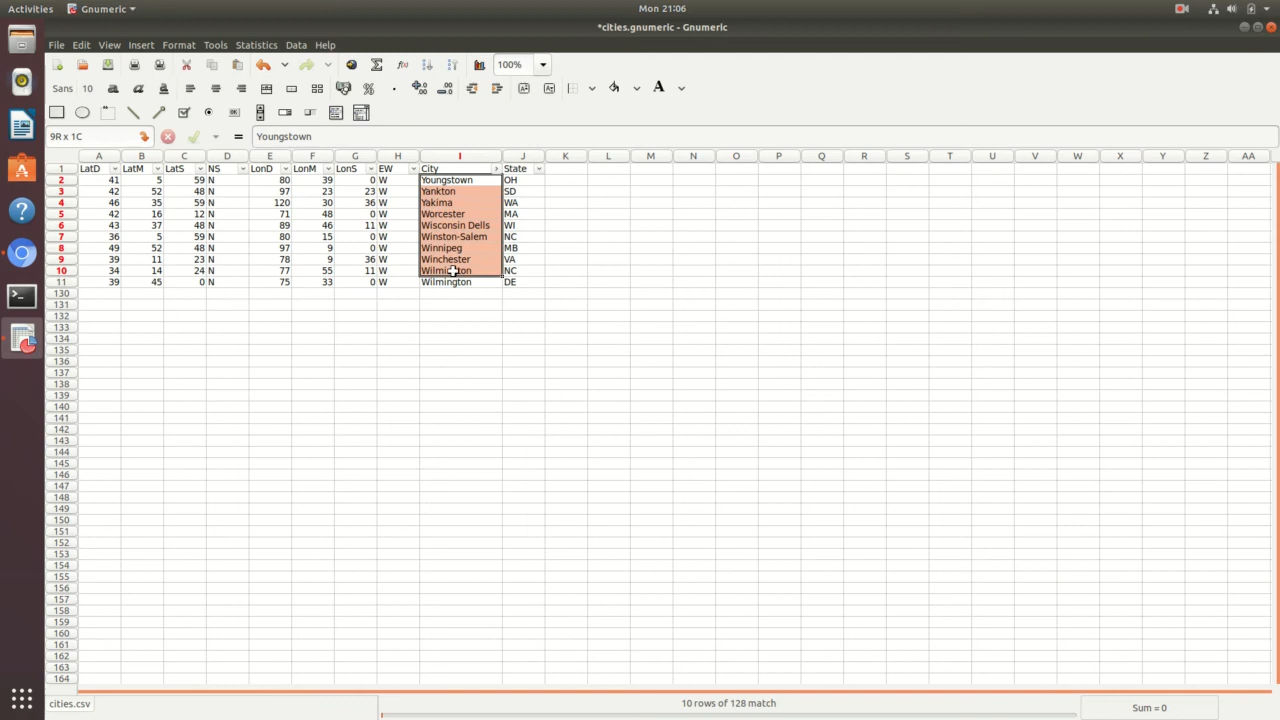 Activities Gnumeric Mon 21:06
*cities.gnumeric - Gnumeric
File Edit View Insert Format Tools Statistics Data Help
100%
Sans 10
9R x 1C = Youngstown
A B C D E F G H I J K L M N O P Q R S T U V W X Y Z AA
1 LatD LatM LatS NS LonD LonM LonS EW City State
2 41 5 59 N 80 39 0 W Youngstown OH
3 42 52 48 N 97 23 23 W Yankton SD
4 46 35 59 N 120 30 36 W Yakima WA
5 42 16 12 N 71 48 0 W Worcester MA
6 43 37 48 N 89 46 11 W Wisconsin Dells WI
7 36 5 59 N 80 15 0 W Winston-Salem NC
8 49 52 48 N 97 9 0 W Winnipeg MB
9 39 11 23 N 78 9 36 W Winchester VA
10 34 14 24 N 77 55 11 W Wilmington NC
11 39 45 0 N 75 33 0 W Wilmington DE
130
131
132
133
134
135
136
137
138
139
140
141
142
143
144
145
146
147
148
149
150
151
152
153
154
155
156
157
158
159
160
161
162
163
164
cities.csv 10 rows of 128 match Sum = 0